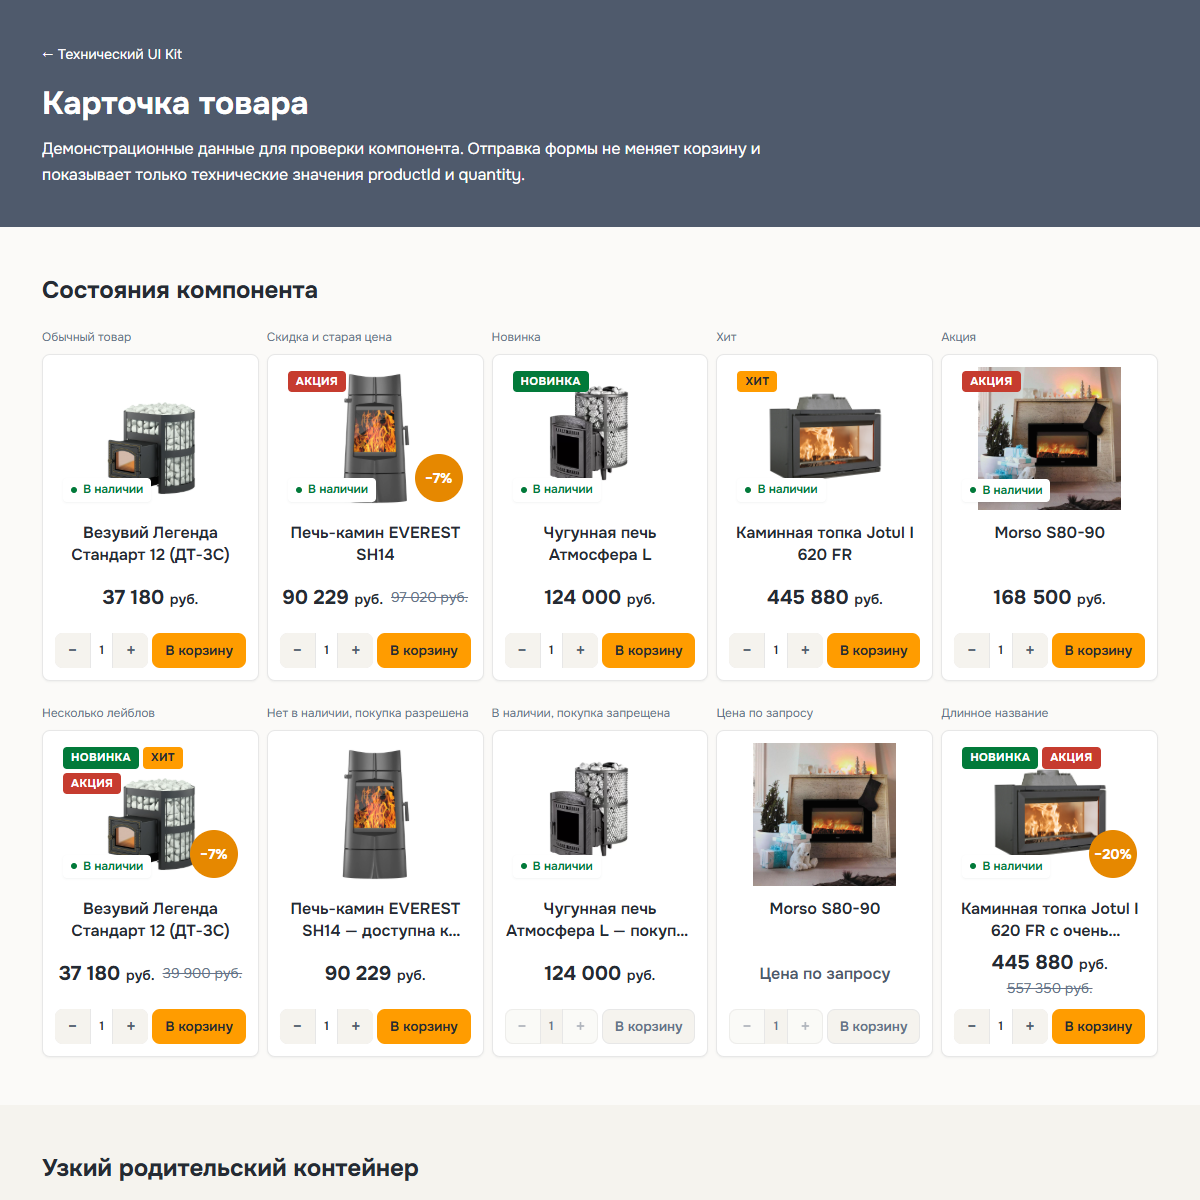 ← Технический UI Kit
Карточка товара
Демонстрационные данные для проверки компонента. Отправка формы не меняет корзину и
показывает только технические значения productId и quantity.
Состояния компонента
Обычный товар
В наличии
Везувий Легенда
Стандарт 12 (ДТ-3С)
37 180 руб.
− 1 + В корзину
Скидка и старая цена
АКЦИЯ
В наличии
−7%
Печь-камин EVEREST
SH14
90 229 руб. 97 020 руб.
− 1 + В корзину
Новинка
НОВИНКА
В наличии
Чугунная печь
Атмосфера L
124 000 руб.
− 1 + В корзину
Хит
ХИТ
В наличии
Каминная топка Jotul I
620 FR
445 880 руб.
− 1 + В корзину
Акция
АКЦИЯ
В наличии
Morso S80-90
168 500 руб.
− 1 + В корзину
Несколько лейблов
НОВИНКА ХИТ
АКЦИЯ
В наличии
−7%
Везувий Легенда
Стандарт 12 (ДТ-3С)
37 180 руб. 39 900 руб.
− 1 + В корзину
Нет в наличии, покупка разрешена
Печь-камин EVEREST
SH14 — доступна к...
90 229 руб.
− 1 + В корзину
В наличии, покупка запрещена
В наличии
Чугунная печь
Атмосфера L — покуп...
124 000 руб.
− 1 + В корзину
Цена по запросу
Morso S80-90
Цена по запросу
− 1 + В корзину
Длинное название
НОВИНКА АКЦИЯ
В наличии
−20%
Каминная топка Jotul I
620 FR с очень...
445 880 руб.
557 350 руб.
− 1 + В корзину
Узкий родительский контейнер